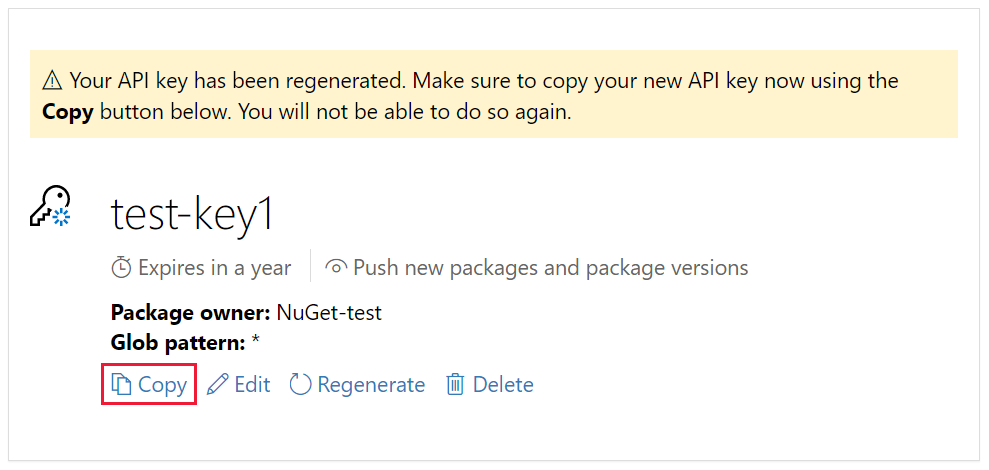 ⚠ Your API key has been regenerated. Make sure to copy your new API key now using the
Copy button below. You will not be able to do so again.
test-key1
Expires in a year Push new packages and package versions
Package owner: NuGet-test
Glob pattern: *
Copy Edit Regenerate Delete